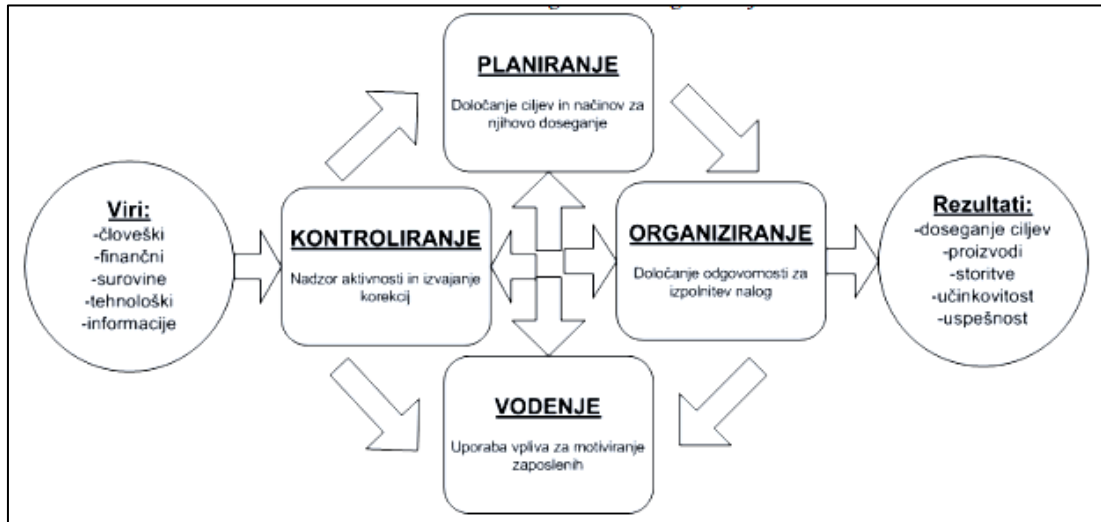 PLANIRANJE
Določanje ciljev in načinov za
njihovo doseganje
Viri:
-človeški
-finančni
-surovine
-tehnološki
-informacije
KONTROLIRANJE
Nadzor aktivnosti in izvajanje
korekcij
ORGANIZIRANJE
Določanje odgovornosti za
izpolnitev nalog
Rezultati:
-doseganje ciljev
-proizvodi
-storitve
-učinkovitost
-uspešnost
VODENJE
Uporaba vpliva za motiviranje
zaposlenih